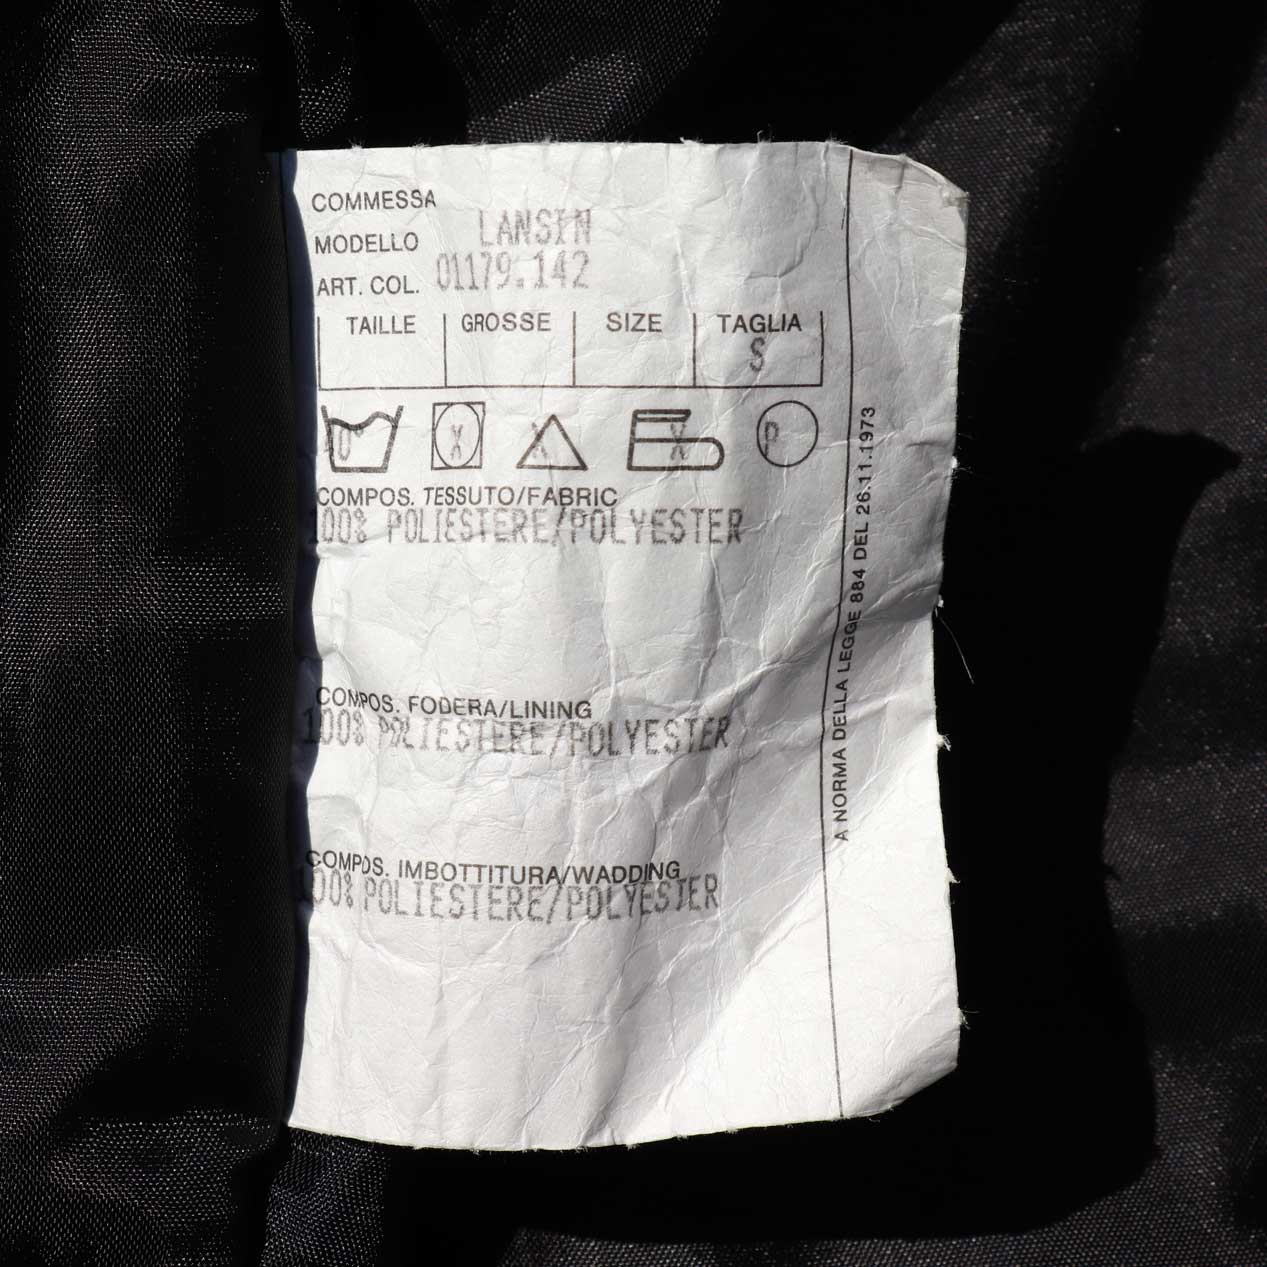 COMMESSA
MODELLO LANSIN
ART. COL. 01179.142
TAILLE GROSSE SIZE TAGLIA
S
0° X X X P
COMPOS. TESSUTO/FABRIC
100% POLIESTERE/POLYESTER
COMPOS. FODERA/LINING
100% POLIESTERE/POLYESTER
COMPOS. IMBOTTITURA/WADDING
100% POLIESTERE/POLYESTER
A NORMA DELLA LEGGE 884 DEL 26.11.1973